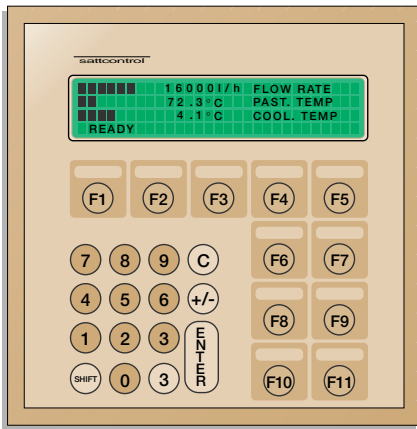 sattcontrol
16000l/h FLOW RATE
72.3°C PAST. TEMP
4.1°C COOL. TEMP
READY
F1 F2 F3 F4 F5
7 8 9 C F6 F7
4 5 6 +/-
1 2 3 ENTER F8 F9
SHIFT 0 3 F10 F11